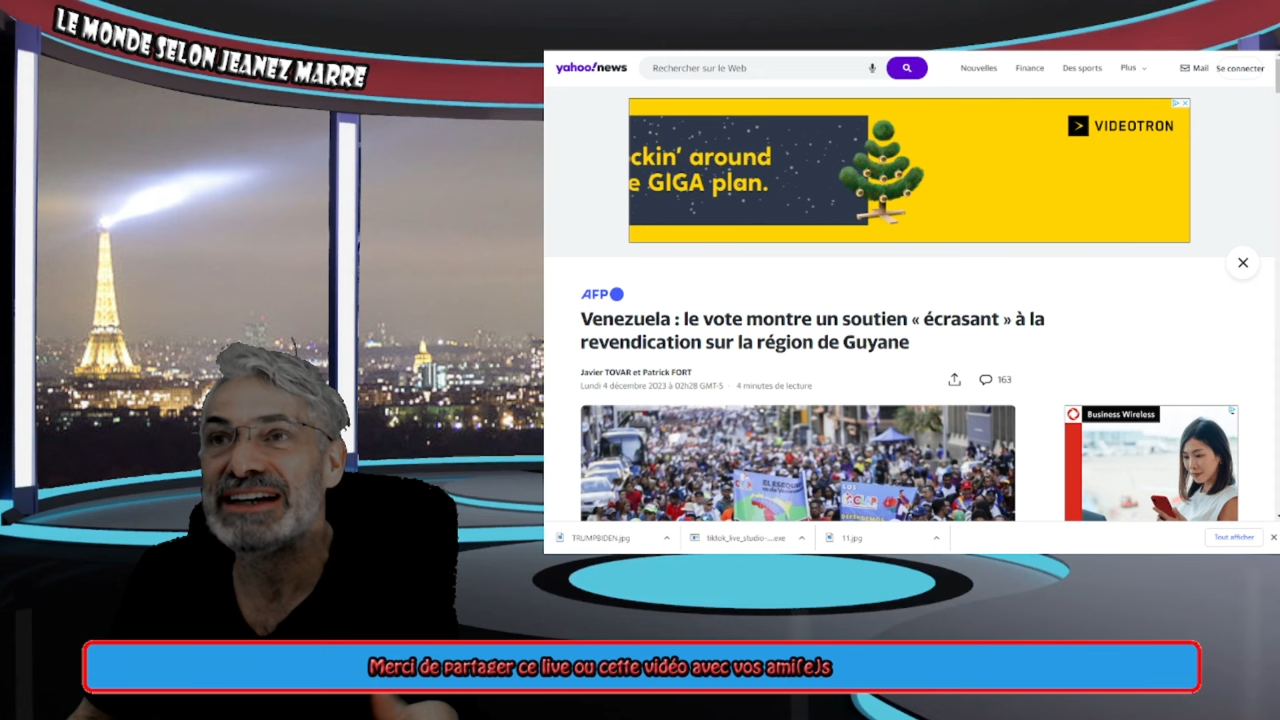 LE MONDE SELON JEANEZ MARRE
yahoo!news
Rechercher sur le Web
Nouvelles
Finance
Des sports
Plus
Mail
Se connecter
ckin' around
e GIGA plan.
VIDEOTRON
AFP
Venezuela : le vote montre un soutien « écrasant » à la
revendication sur la région de Guyane
Javier TOVAR et Patrick FORT
Lundi 4 décembre 2023 à 02h28 GMT-5 · 4 minutes de lecture
163
Business Wireless
EL ESEQUI
TRUMPBIDEN.jpg
tiktok_live_studio-....exe
11.jpg
Tout afficher
Merci de partager ce live ou cette vidéo avec vos ami(e)s